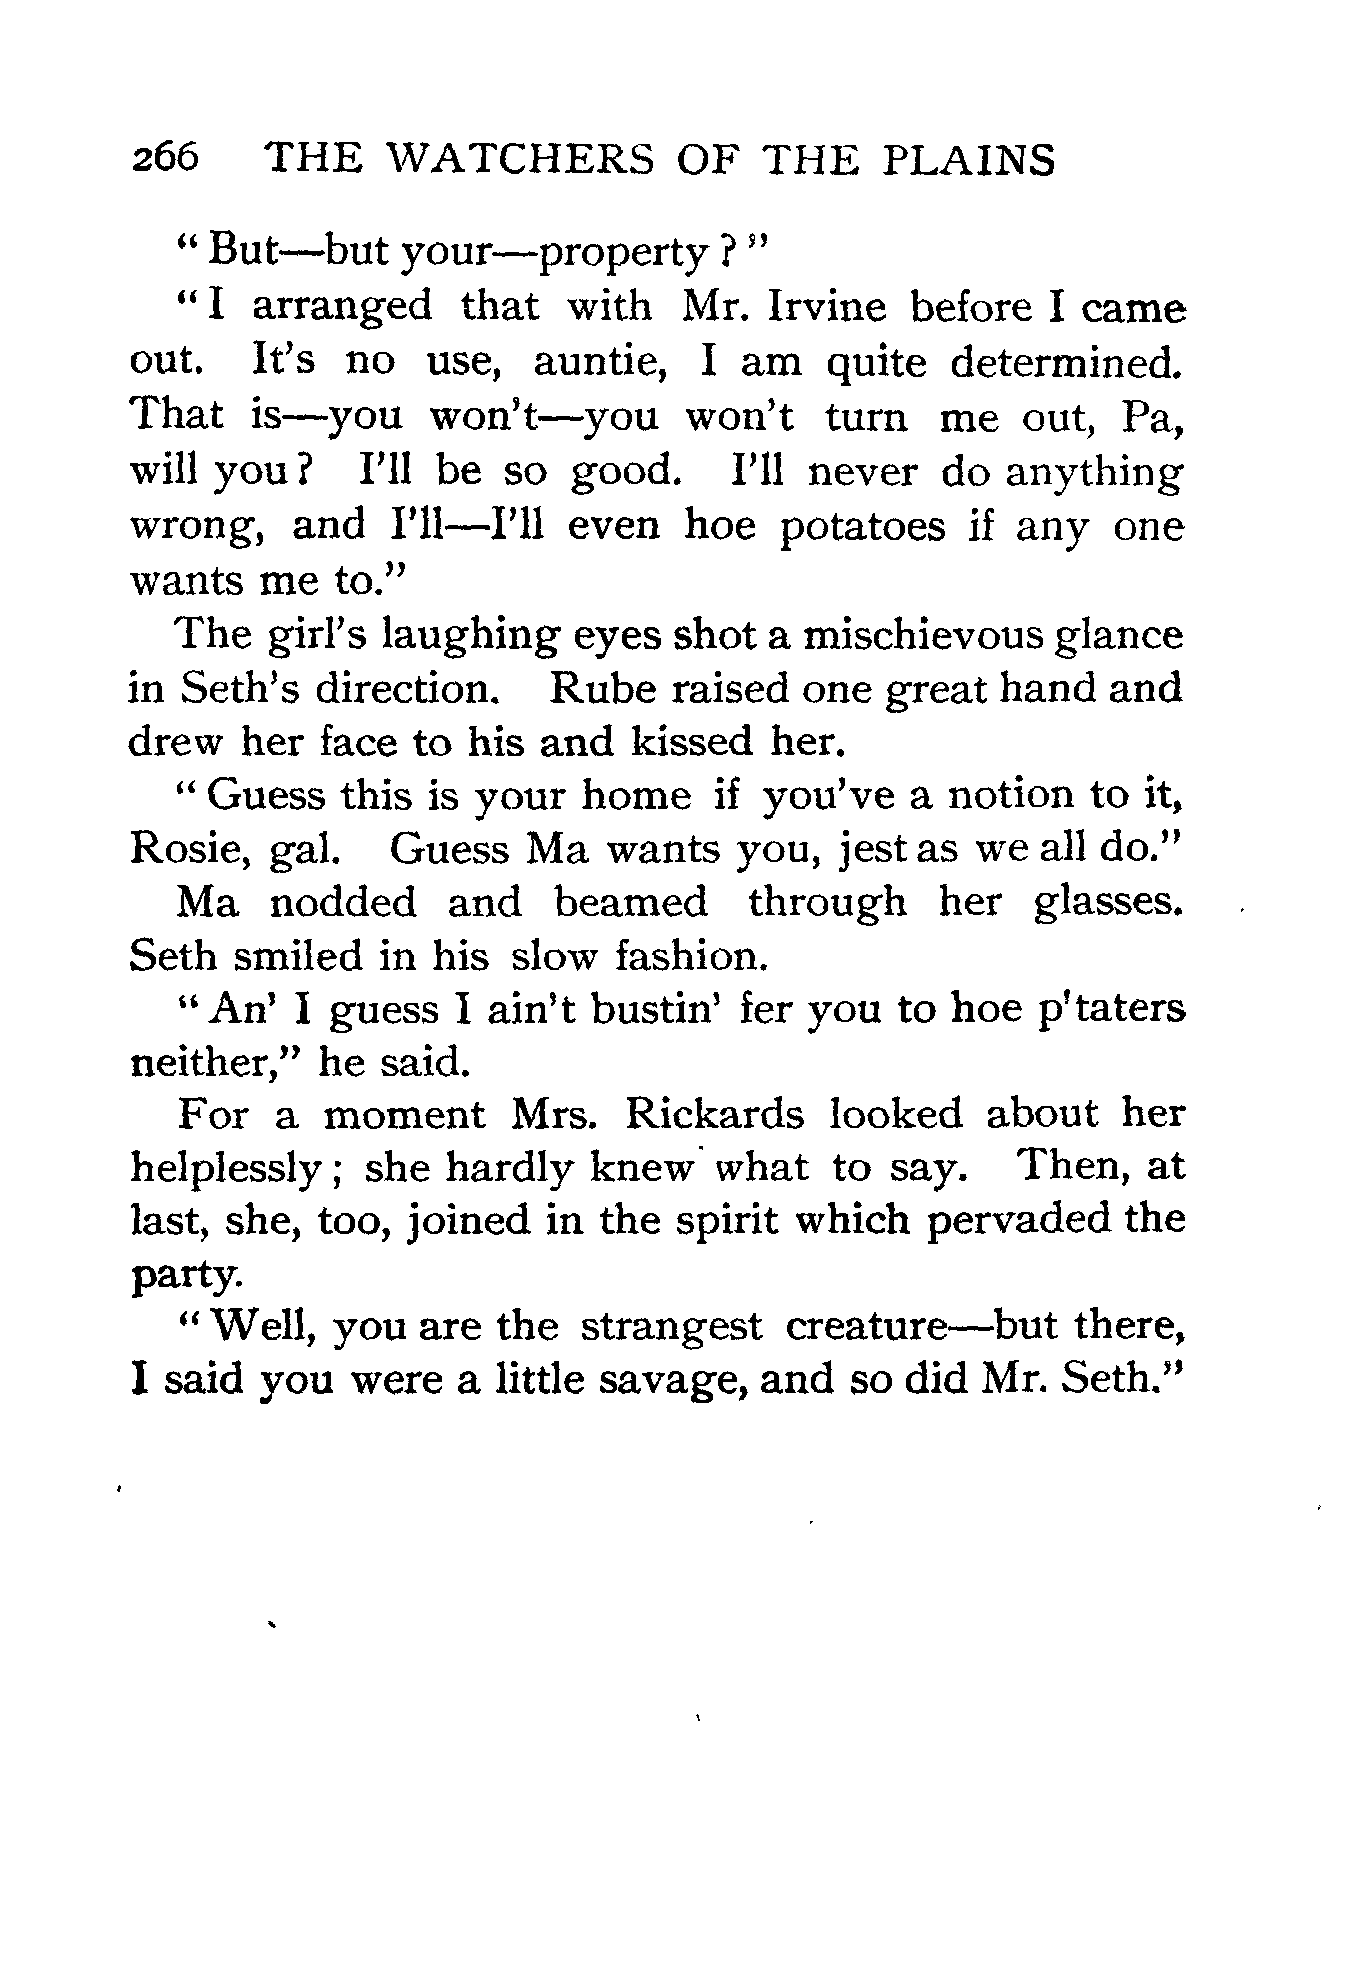 266 THE WATCHERS OF THE PLAINS
“ But—but your—property ? ”
“ I arranged that with Mr. Irvine before I came
out. It’s no use, auntie, I am quite determined.
That is—you won’t—you won’t turn me out, Pa,
will you ? I’ll be so good. I’ll never do anything
wrong, and I’ll—I’ll even hoe potatoes if any one
wants me to.”
The girl’s laughing eyes shot a mischievous glance
in Seth’s direction. Rube raised one great hand and
drew her face to his and kissed her.
“ Guess this is your home if you’ve a notion to it,
Rosie, gal. Guess Ma wants you, jest as we all do.”
Ma nodded and beamed through her glasses.
Seth smiled in his slow fashion.
“ An’ I guess I ain’t bustin’ fer you to hoe p’taters
neither,” he said.
For a moment Mrs. Rickards looked about her
helplessly ; she hardly knew what to say. Then, at
last, she, too, joined in the spirit which pervaded the
party.
“ Well, you are the strangest creature—but there,
I said you were a little savage, and so did Mr. Seth.”